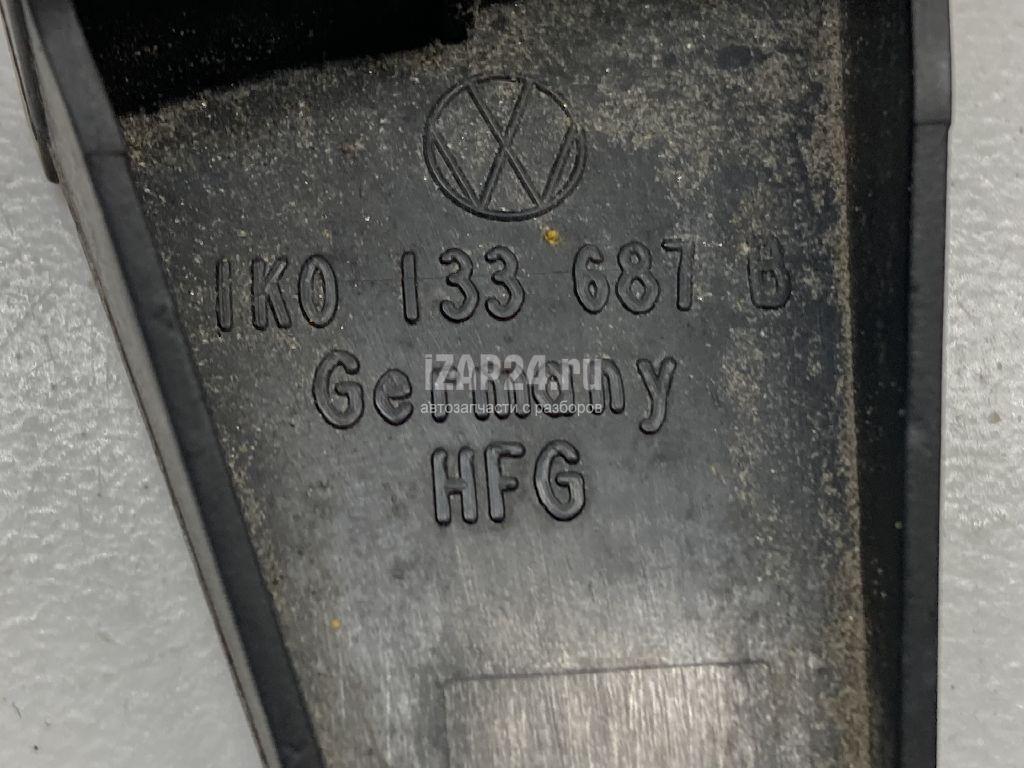 1K0 133 687 B
Germany
iZAP24.ru
автозапчасти с разборов
HFG